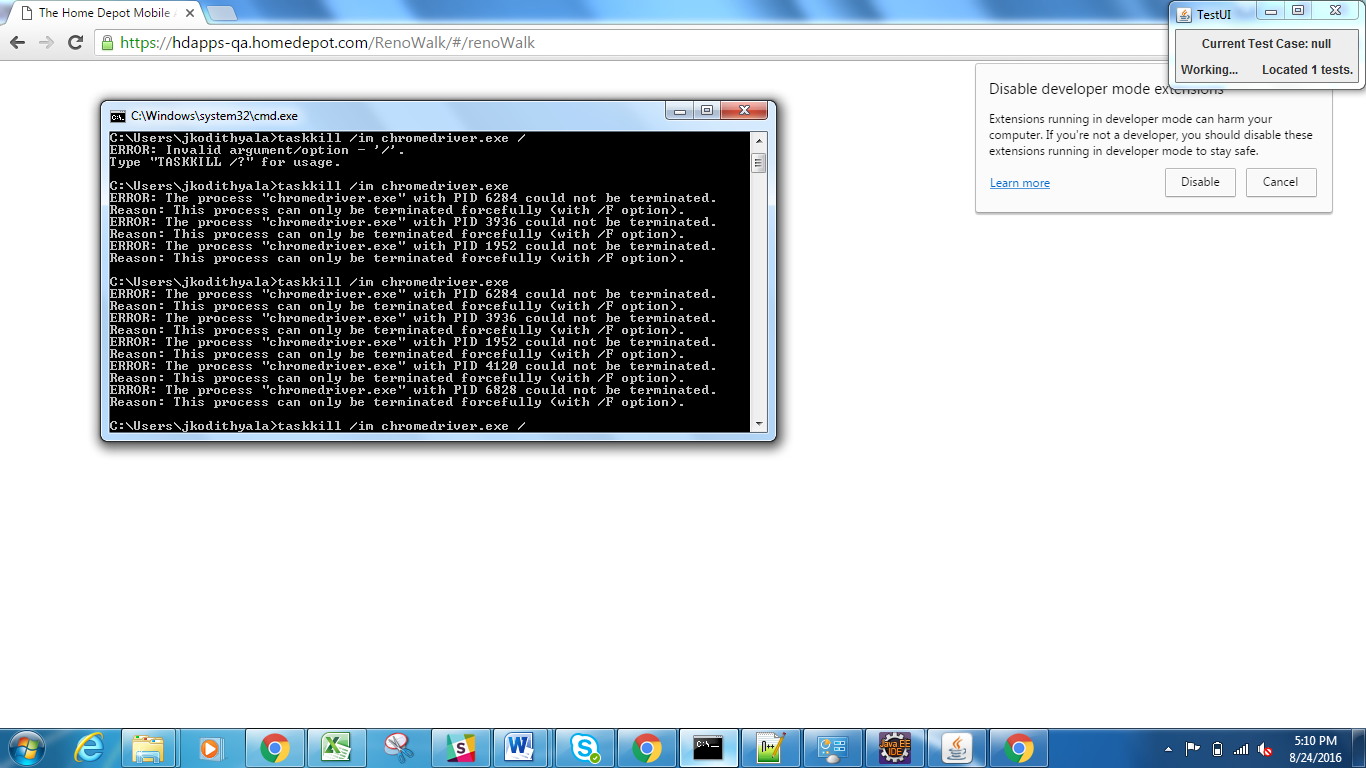 The Home Depot Mobile
https://hdapps-qa.homedepot.com/RenoWalk/#/renoWalk
TestUI
Current Test Case: null
Working... Located 1 tests.
Disable developer mode extensions
Extensions running in developer mode can harm your
computer. If you're not a developer, you should disable these
extensions running in developer mode to stay safe.
Learn more
Disable
Cancel
C:\Windows\system32\cmd.exe
C:\Users\jkodithyala>taskkill /im chromedriver.exe /
ERROR: Invalid argument/option - '/'.
Type "TASKKILL /?" for usage.
C:\Users\jkodithyala>taskkill /im chromedriver.exe
ERROR: The process "chromedriver.exe" with PID 6284 could not be terminated.
Reason: This process can only be terminated forcefully (with /F option).
ERROR: The process "chromedriver.exe" with PID 3936 could not be terminated.
Reason: This process can only be terminated forcefully (with /F option).
ERROR: The process "chromedriver.exe" with PID 1952 could not be terminated.
Reason: This process can only be terminated forcefully (with /F option).
C:\Users\jkodithyala>taskkill /im chromedriver.exe
ERROR: The process "chromedriver.exe" with PID 6284 could not be terminated.
Reason: This process can only be terminated forcefully (with /F option).
ERROR: The process "chromedriver.exe" with PID 3936 could not be terminated.
Reason: This process can only be terminated forcefully (with /F option).
ERROR: The process "chromedriver.exe" with PID 1952 could not be terminated.
Reason: This process can only be terminated forcefully (with /F option).
ERROR: The process "chromedriver.exe" with PID 4120 could not be terminated.
Reason: This process can only be terminated forcefully (with /F option).
ERROR: The process "chromedriver.exe" with PID 6828 could not be terminated.
Reason: This process can only be terminated forcefully (with /F option).
C:\Users\jkodithyala>taskkill /im chromedriver.exe /
Java EE
IDE
5:10 PM
8/24/2016